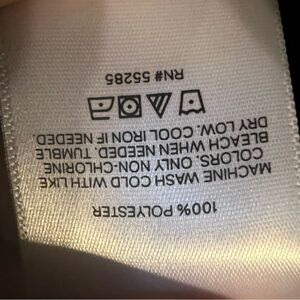 100% POLYESTER
MACHINE WASH COLD WITH LIKE
COLORS. ONLY NON-CHLORINE
BLEACH WHEN NEEDED. TUMBLE
DRY LOW. COOL IRON IF NEEDED.
RN# 55285